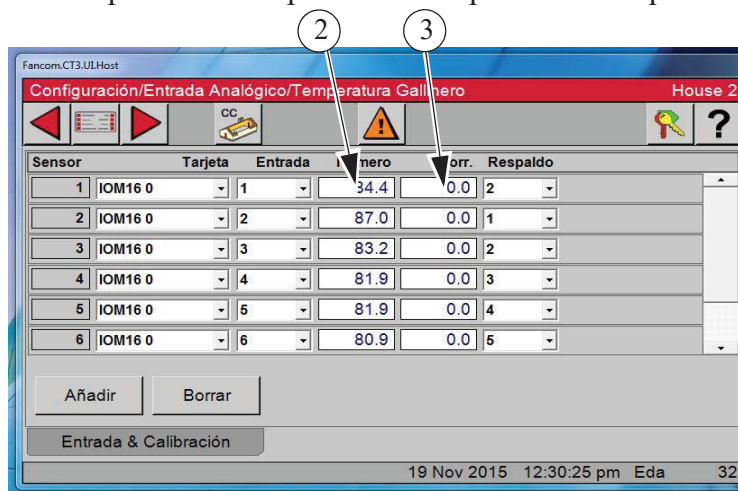 2 3
Fancom.CT3.UI.Host
Configuración/Entrada Analógico/Temperatura Gallinero House 2
CC ?
Sensor Tarjeta Entrada Número Corr. Respaldo
1 IOM16 0 1 84.4 0.0 2
2 IOM16 0 2 87.0 0.0 1
3 IOM16 0 3 83.2 0.0 2
4 IOM16 0 4 81.9 0.0 3
5 IOM16 0 5 81.9 0.0 4
6 IOM16 0 6 80.9 0.0 5
Añadir Borrar
Entrada & Calibración
19 Nov 2015 12:30:25 pm Eda 32